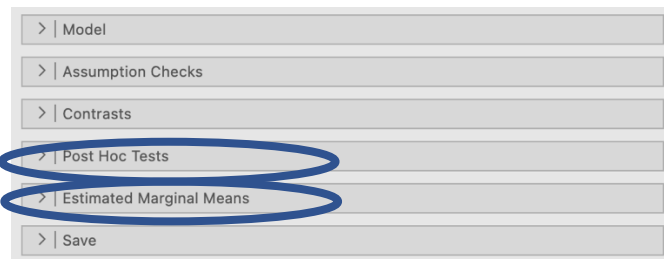 > | Model
> | Assumption Checks
> | Contrasts
> | Post Hoc Tests
> | Estimated Marginal Means
> | Save